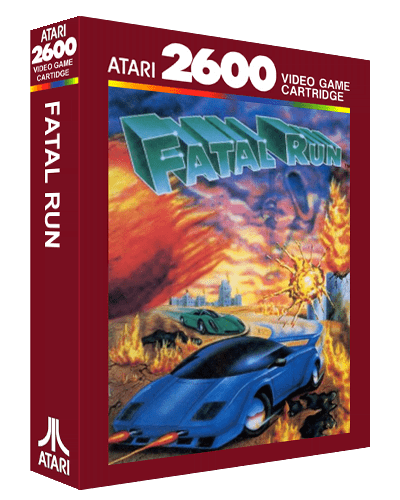 ATARI
2600
VIDEO GAME
CARTRIDGE
FATAL RUN
ATARI
ATARI 2600 VIDEO GAME
CARTRIDGE
FATAL RUN